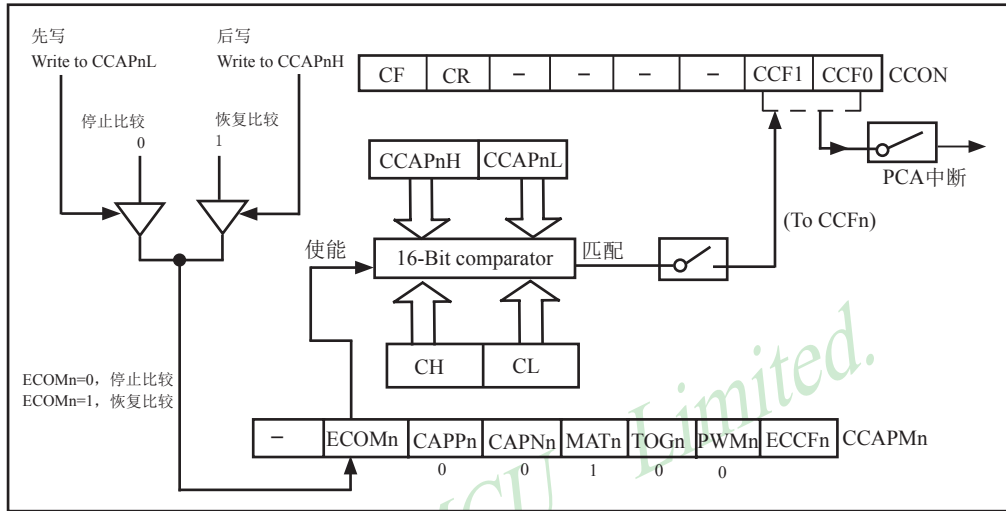 先写
Write to CCAPnL
后写
Write to CCAPnH
停止比较
0
恢复比较
1
CF CR – – – – CCF1 CCF0 CCON
PCA中断
CCAPnH CCAPnL
(To CCFn)
使能
16-Bit comparator
匹配
CH CL
ECOMn=0，停止比较
ECOMn=1，恢复比较
– ECOMn CAPPn CAPNn MATn TOGn PWMn ECCFn CCAPMn
0 0 1 0 0
MCU Limited.